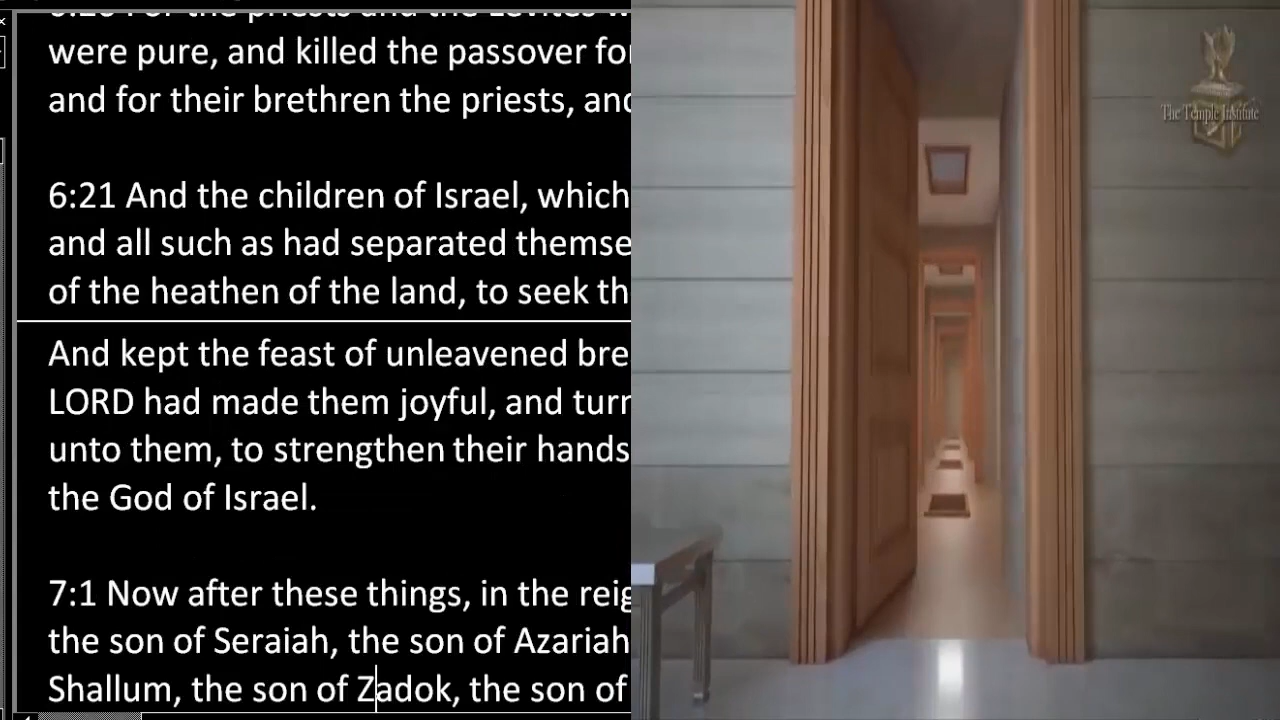 were pure, and killed the passover fo
and for their brethren the priests, and
6:21 And the children of Israel, which
and all such as had separated themse
of the heathen of the land, to seek th
And kept the feast of unleavened bre
LORD had made them joyful, and turn
unto them, to strengthen their hands
the God of Israel.
7:1 Now after these things, in the reig
the son of Seraiah, the son of Azariah
Shallum, the son of Zadok, the son of
The Temple Institute